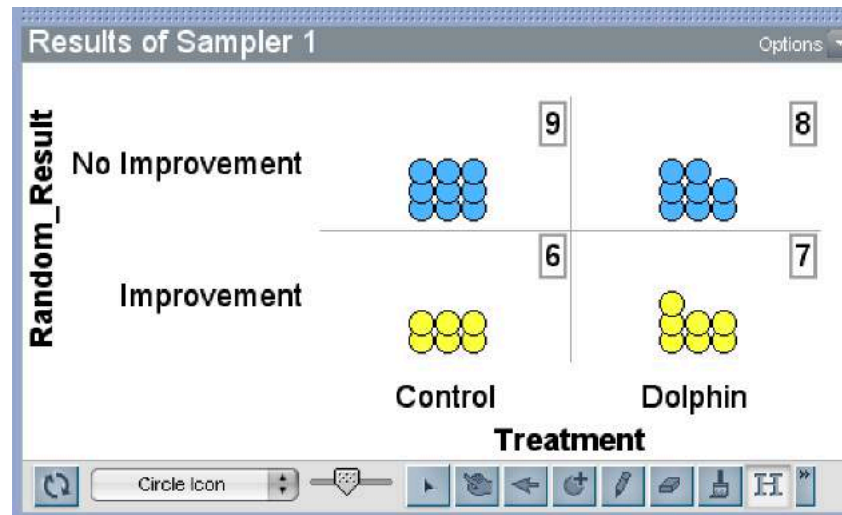 Results of Sampler 1
Options
Random_Result
No Improvement
9
8
Improvement
6
7
Control
Dolphin
Treatment
Circle Icon
H
»